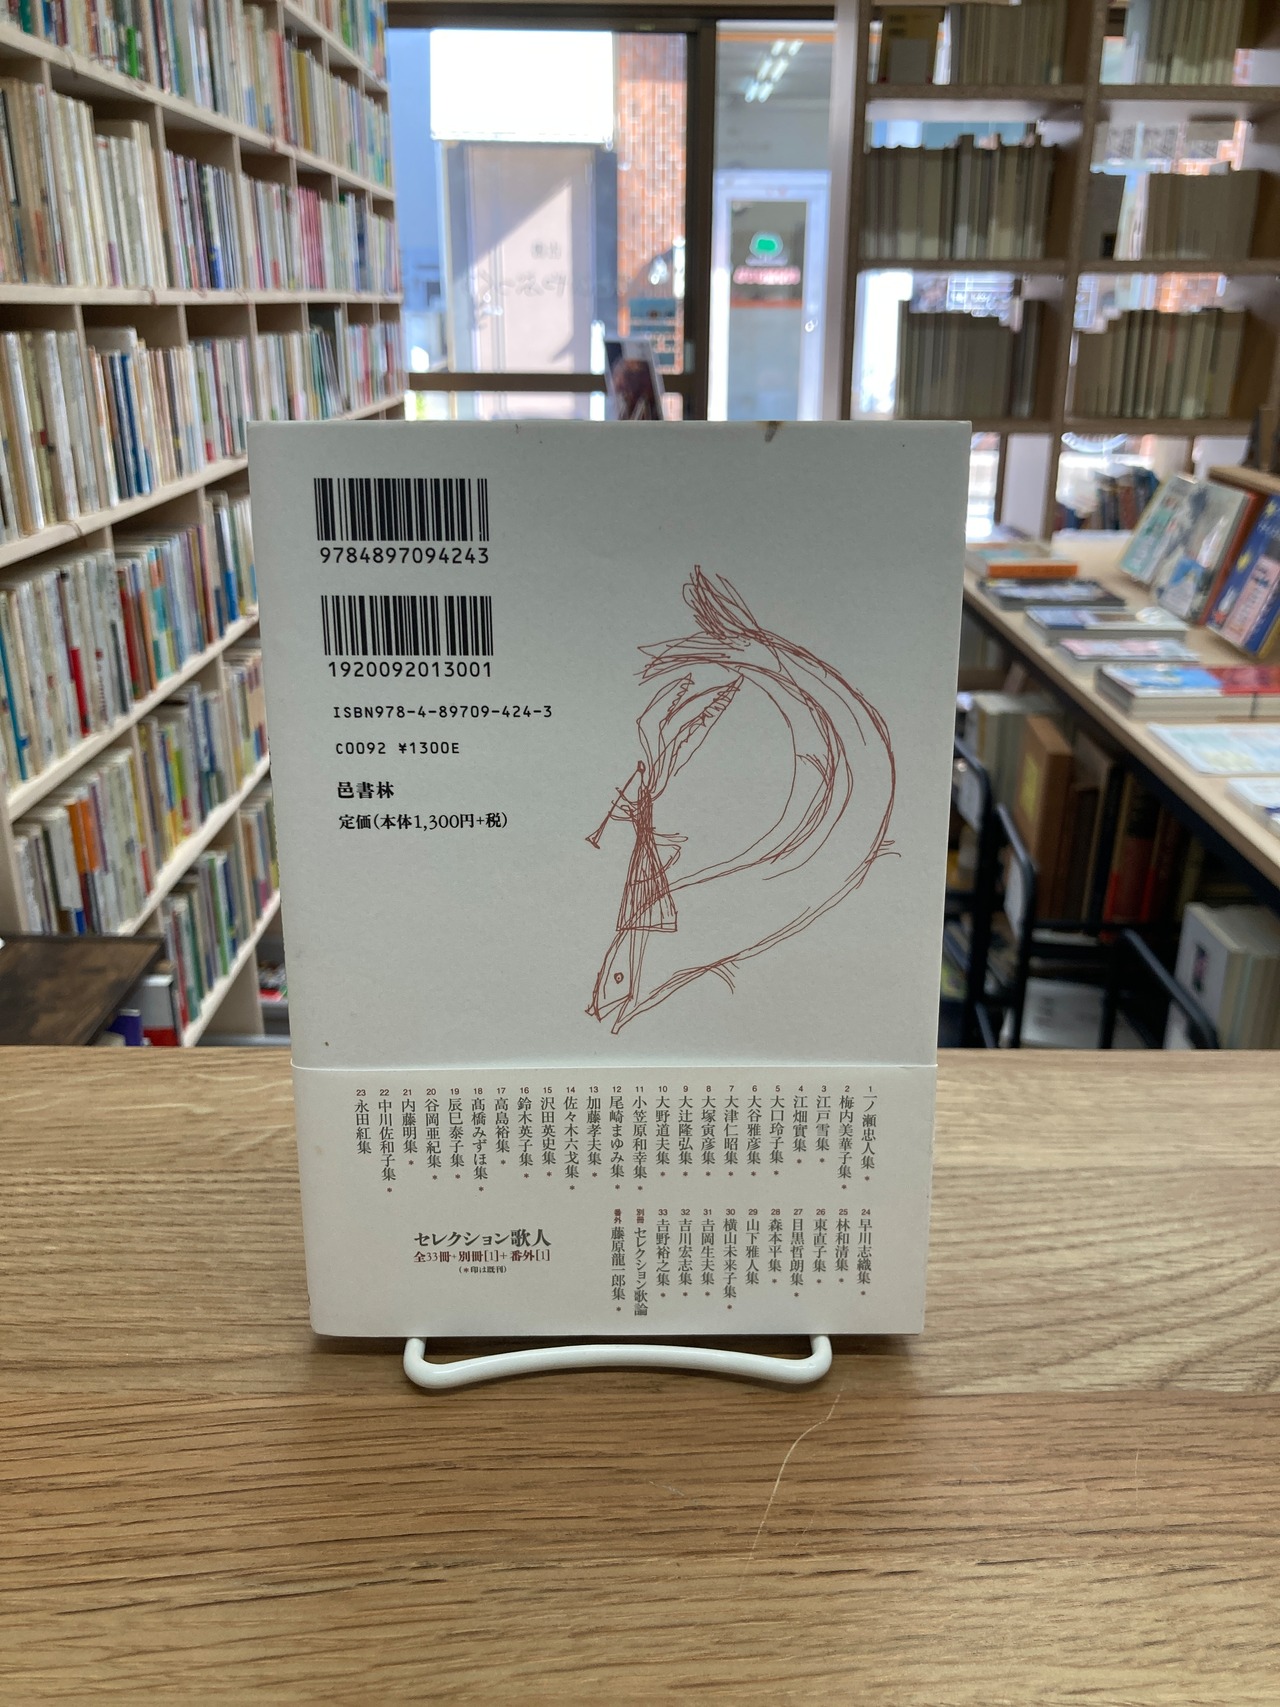 9784897094243
1920092013001
ISBN978-4-89709-424-3
C0092 ¥1300E
邑書林
定価(本体1,300円+税)
1 一ノ瀬忠人集*
2 梅内美華子集*
3 江戸雪集*
4 江畑實集*
5 大口玲子集*
6 大谷雅彦集*
7 大津仁昭集*
8 大塚寅彦集*
9 大辻隆弘集*
10 大野道夫集*
11 小笠原和幸集*
12 尾崎まゆみ集*
13 加藤孝夫集*
14 佐々木六戈集*
15 沢田英史集*
16 鈴木英子集*
17 高島裕集*
18 髙橋みずほ集*
19 辰巳泰子集*
20 谷岡亜紀集*
21 内藤明集*
22 中川佐和子集*
23 永田紅集
24 早川志織集*
25 林和清集*
26 東直子集*
27 目黒哲朗集*
28 森本平集*
29 山下雅人集
30 横山未来子集*
31 吉岡生夫集*
32 吉川宏志集*
33 吉野裕之集*
別冊 セレクション歌論
番外 藤原龍一郎集*
セレクション歌人
全33冊+別冊[1]+番外[1]
(*印は既刊)